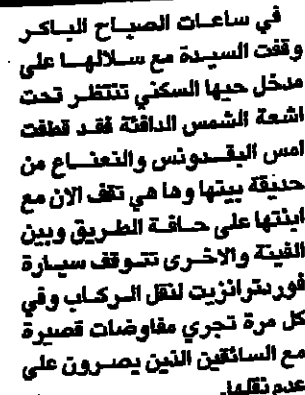 في ساعات الصباح الباكر
وقفت السيدة مع سلالها على
مدخل حيها السكني تنتظر تحت
اشعة الشمس الدافئة فقد قطفت
امس البقدونس والنعناع من
حديقة بيتها وها هي تقف الان مع
ابنتها على حافة الطريق وبين
الفينة والاخرى تتوقف سيارة
فوردترانزيت لنقل الركاب وفي
كل مرة تجري مفاوضات قصيرة
مع السائقين الذين يصرون على
عدم نقلها.